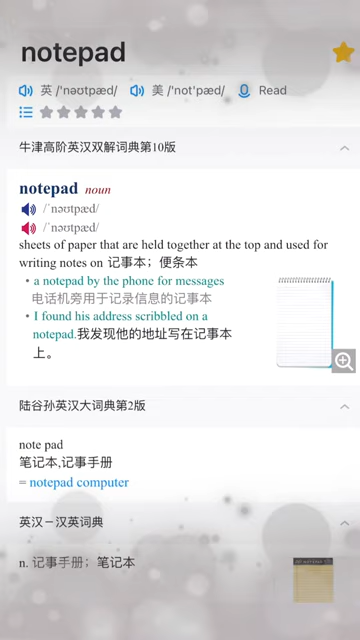 notepad
英 /'nəʊtpæd/ 美 /'not'pæd/ Read
牛津高阶英汉双解词典第10版
notepad noun
/ˈnəʊtpæd/
/ˈnəʊtpæd/
sheets of paper that are held together at the top and used for
writing notes on 记事本；便条本
• a notepad by the phone for messages
电话机旁用于记录信息的记事本
• I found his address scribbled on a
notepad.我发现他的地址写在记事本
上。
陆谷孙英汉大词典第2版
note pad
笔记本,记事手册
= notepad computer
英汉－汉英词典
n. 记事手册；笔记本